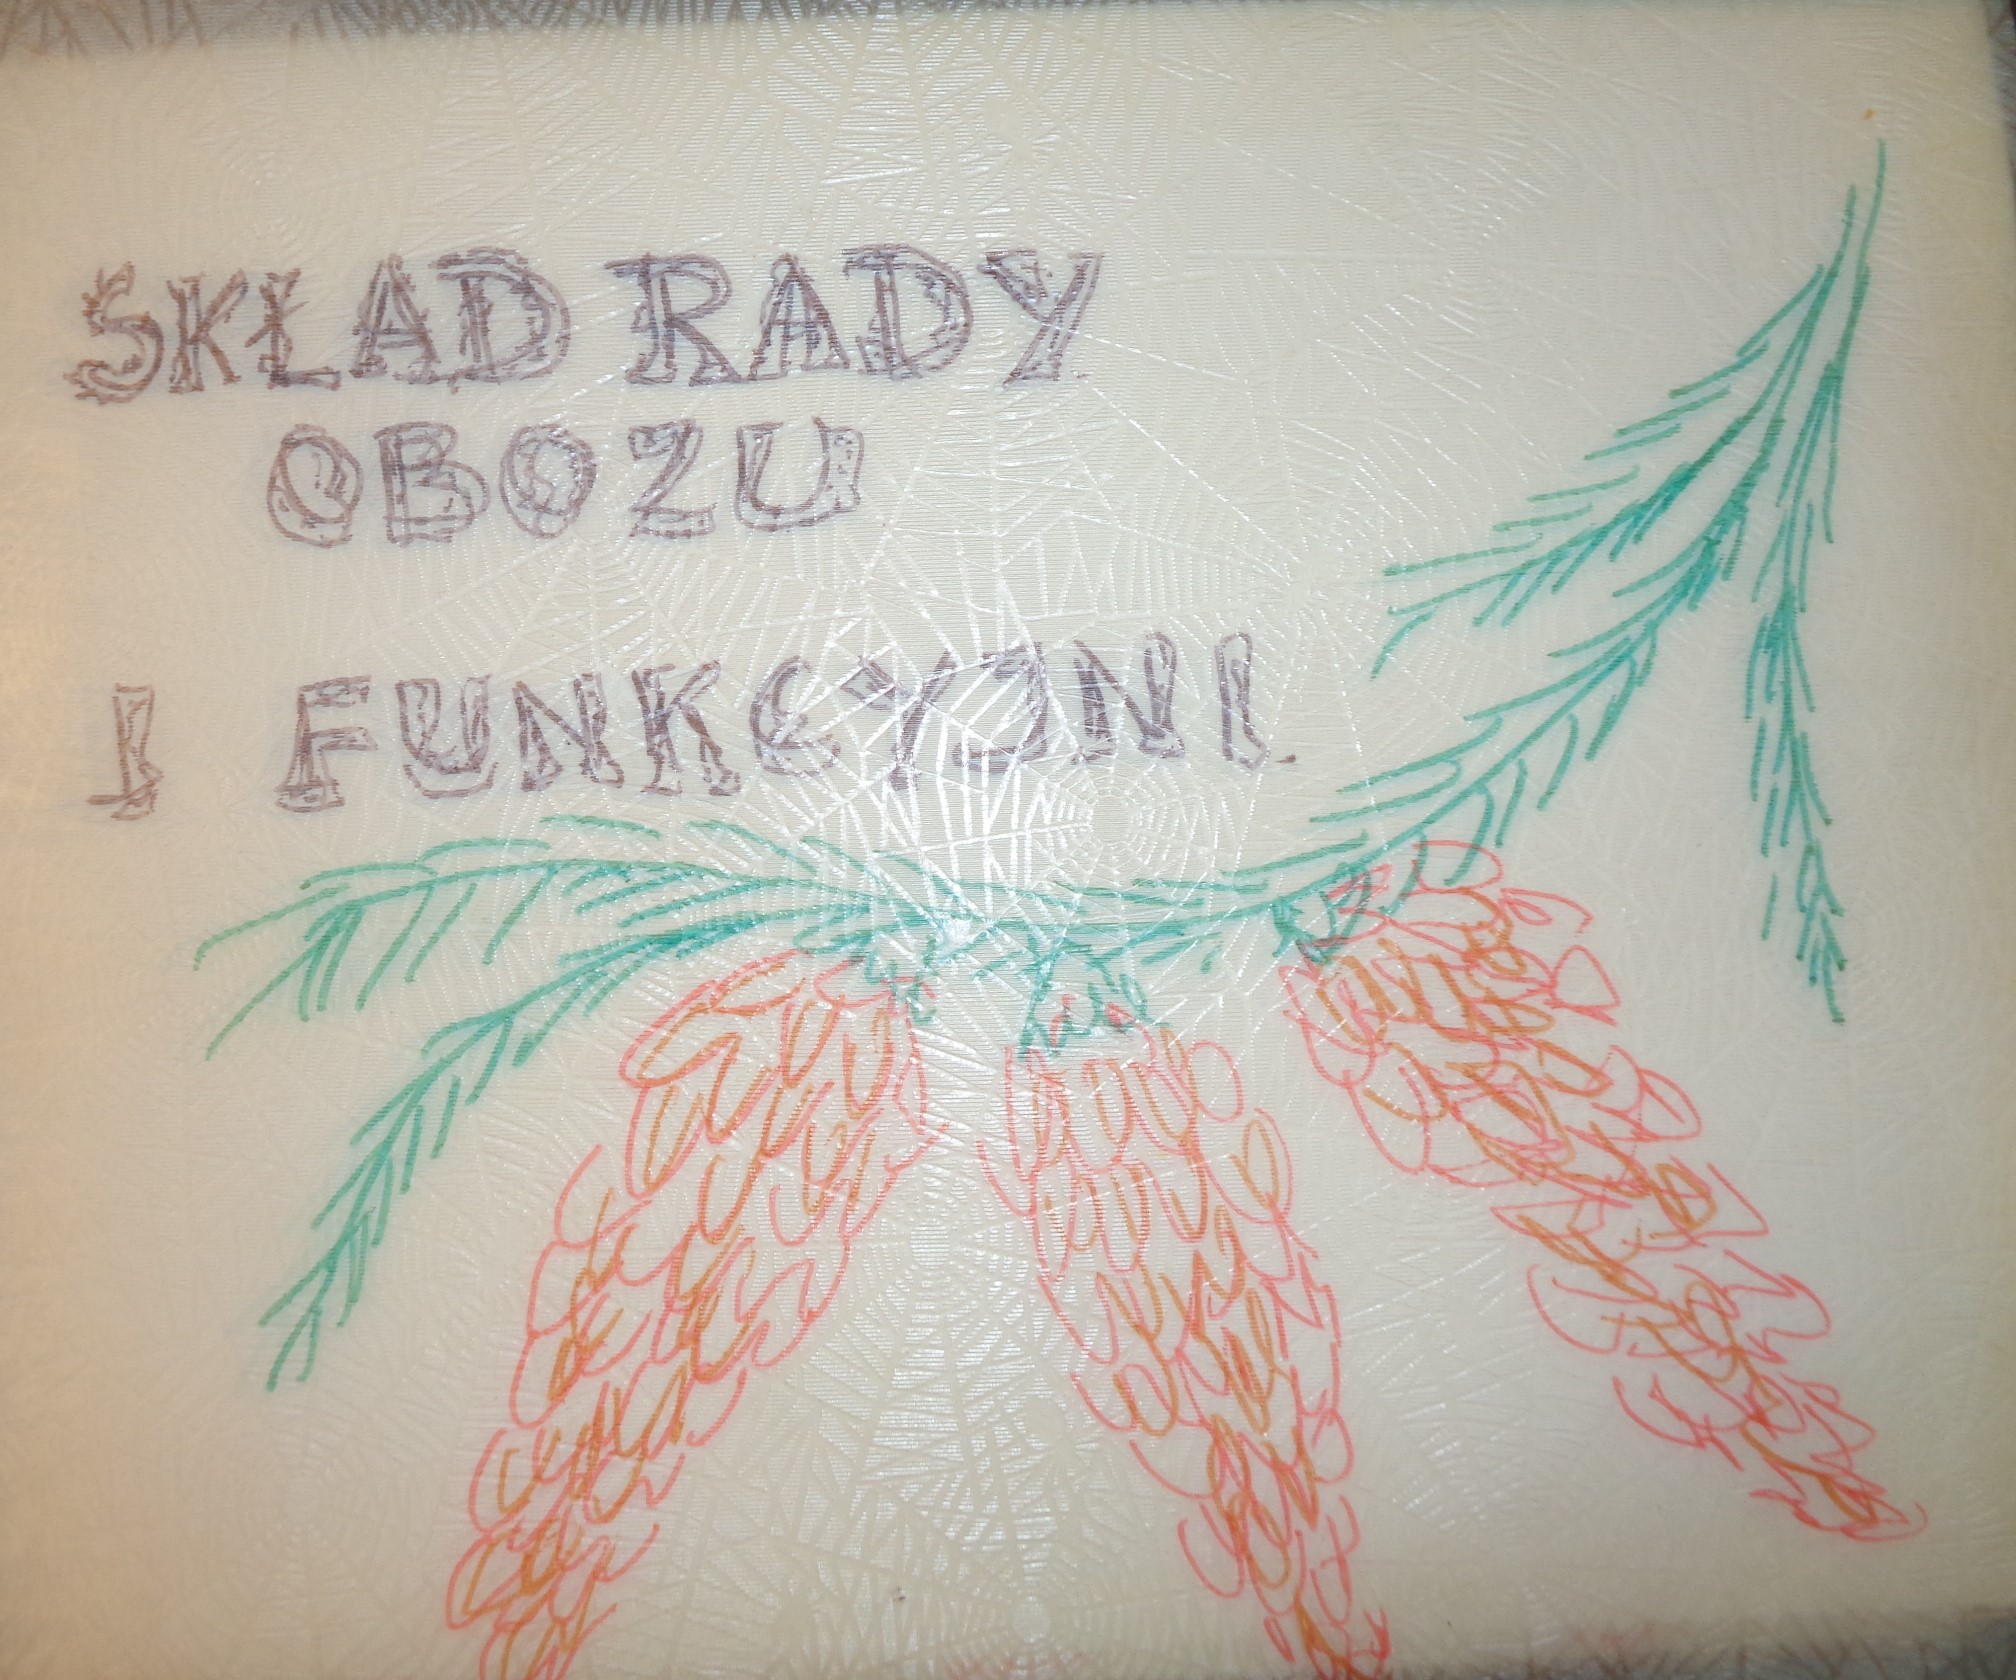 SKŁAD RADY
OBOZU
I FUNKCYJNI.